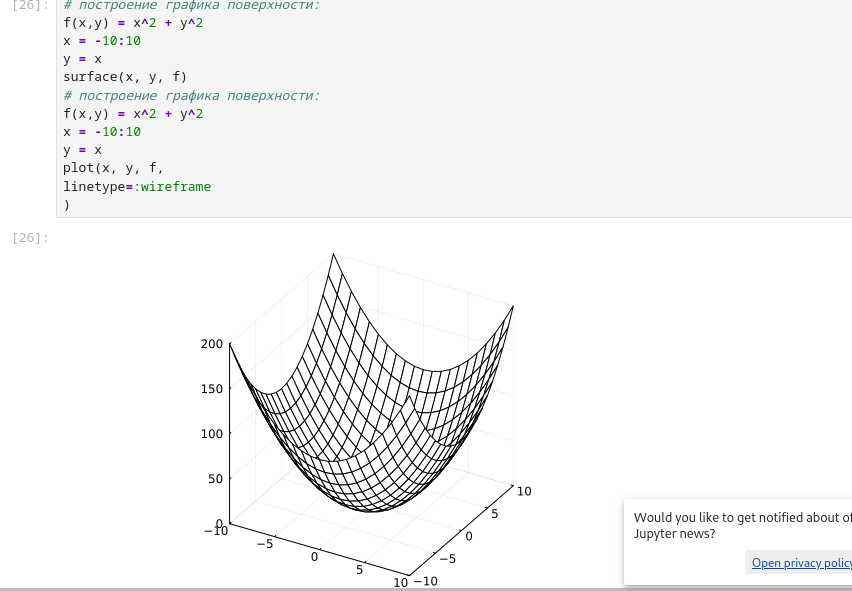 [26]: # построение графика поверхности:
f(x,y) = x^2 + y^2
x = -10:10
y = x
surface(x, y, f)
# построение графика поверхности:
f(x,y) = x^2 + y^2
x = -10:10
y = x
plot(x, y, f,
linetype=:wireframe
)
[26]:
200
150
100
50
0
−10
−5
0
5
10
−10
−5
0
5
10
Would you like to get notified about of
Jupyter news?
Open privacy policy